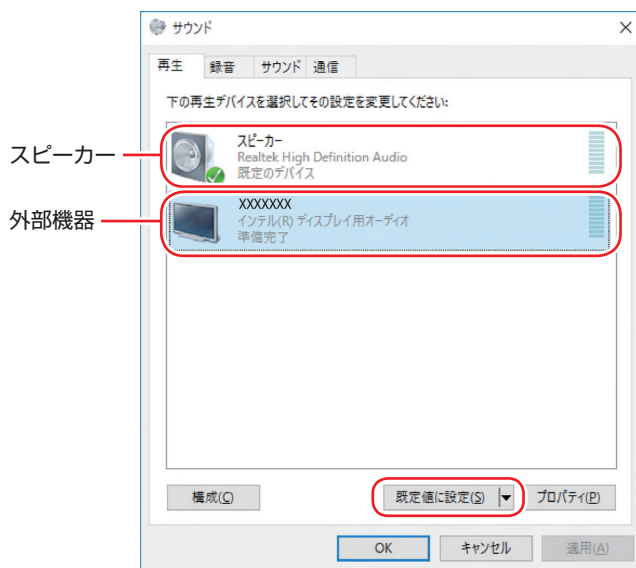 サウンド
再生 録音 サウンド 通信
下の再生デバイスを選択してその設定を変更してください:
スピーカー
スピーカー
Realtek High Definition Audio
既定のデバイス
外部機器
XXXXXXX
インテル(R) ディスプレイ用オーディオ
準備完了
構成(C) 既定値に設定(S) プロパティ(P)
OK キャンセル 適用(A)